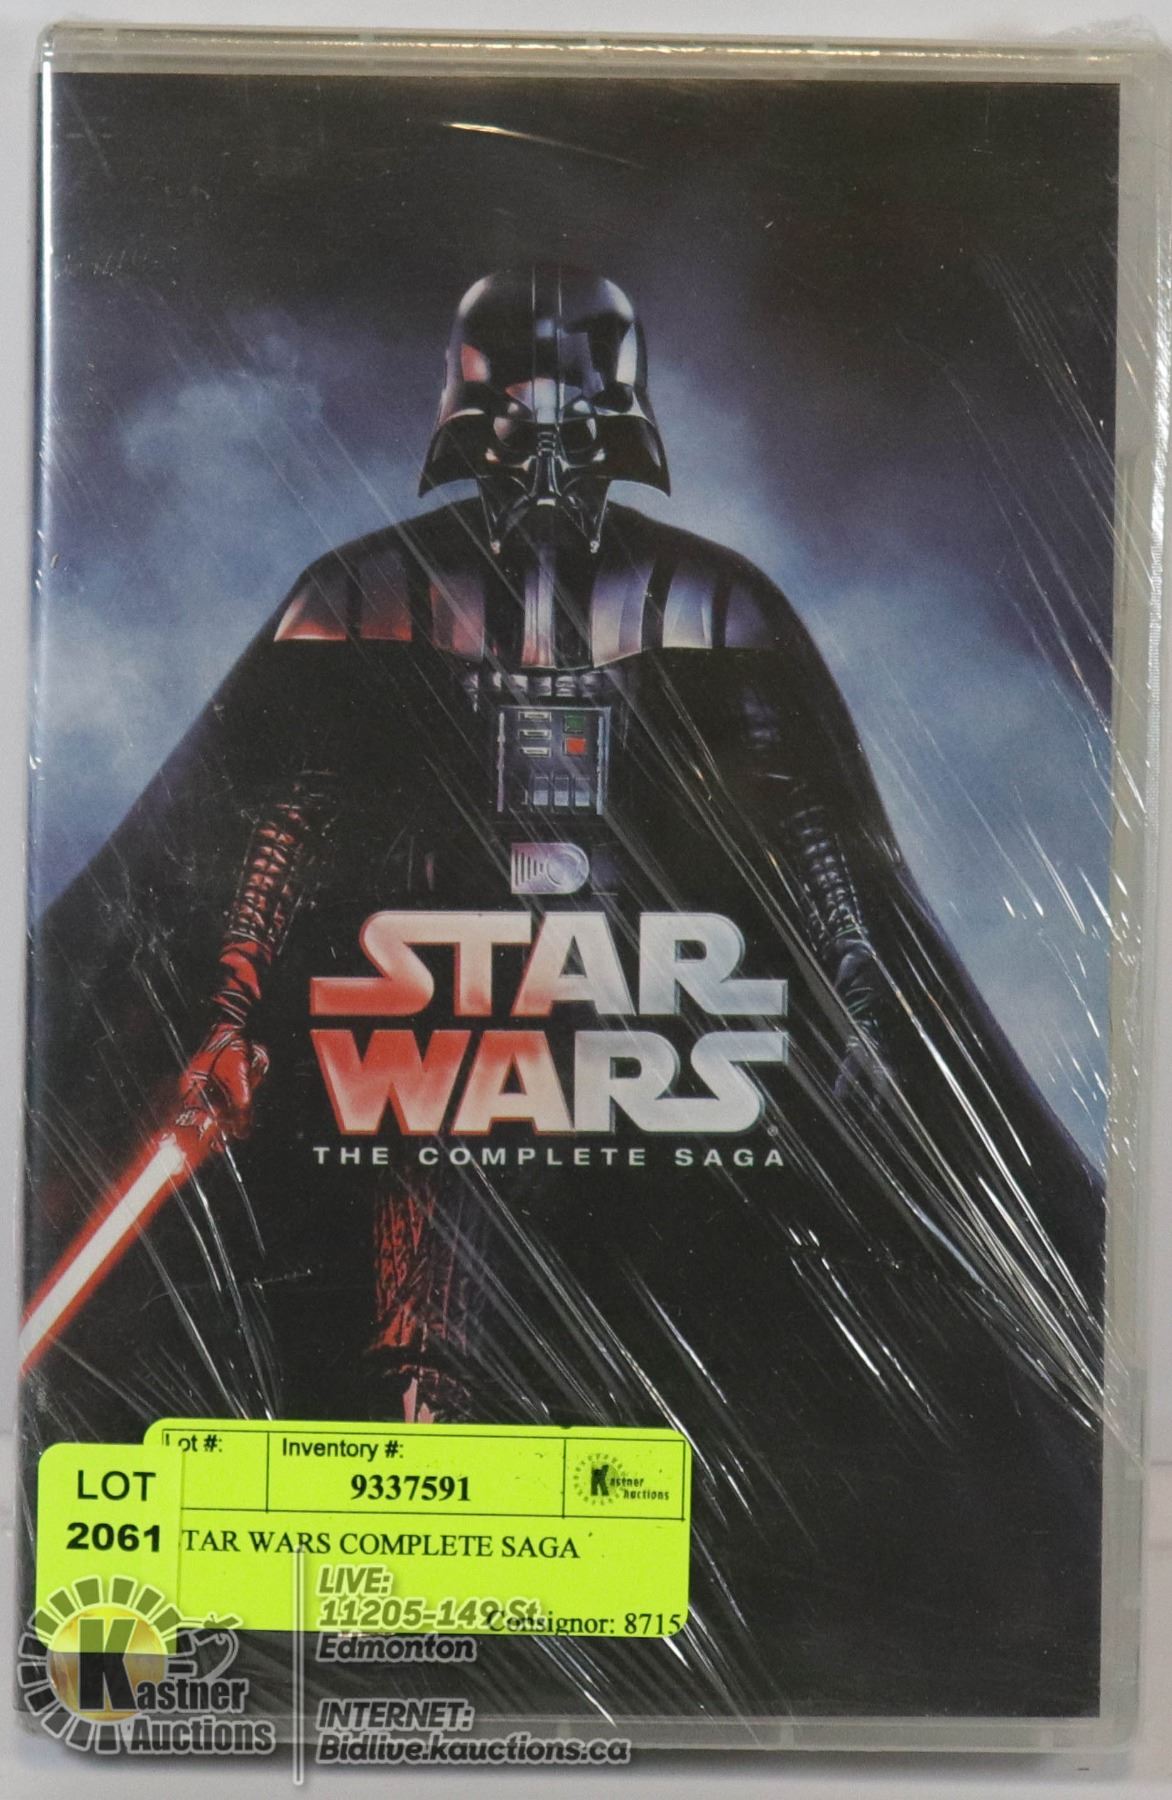 STAR
WARS
THE COMPLETE SAGA
Lot #:
Inventory #:
9337591
Kastner
Auctions
LOT
2061
TAR WARS COMPLETE SAGA
Consignor: 8715
LIVE:
11205-149 St.
Edmonton
Kastner
Auctions
INTERNET:
Bidlive.kauctions.ca